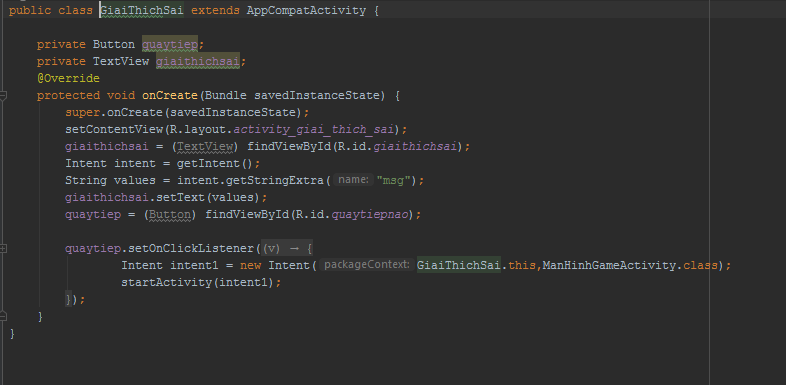 public class GiaiThichSai extends AppCompatActivity {
private Button quaytiep;
private TextView giaithichsai;
@Override
protected void onCreate(Bundle savedInstanceState) {
super.onCreate(savedInstanceState);
setContentView(R.layout.activity_giai_thich_sai);
giaithichsai = (TextView) findViewById(R.id.giaithichsai);
Intent intent = getIntent();
String values = intent.getStringExtra( name: "msg");
giaithichsai.setText(values);
quaytiep = (Button) findViewById(R.id.quaytiepnao);
quaytiep.setOnClickListener((v) → {
Intent intent1 = new Intent( packageContext: GiaiThichSai.this,ManHinhGameActivity.class);
startActivity(intent1);
});
}
}